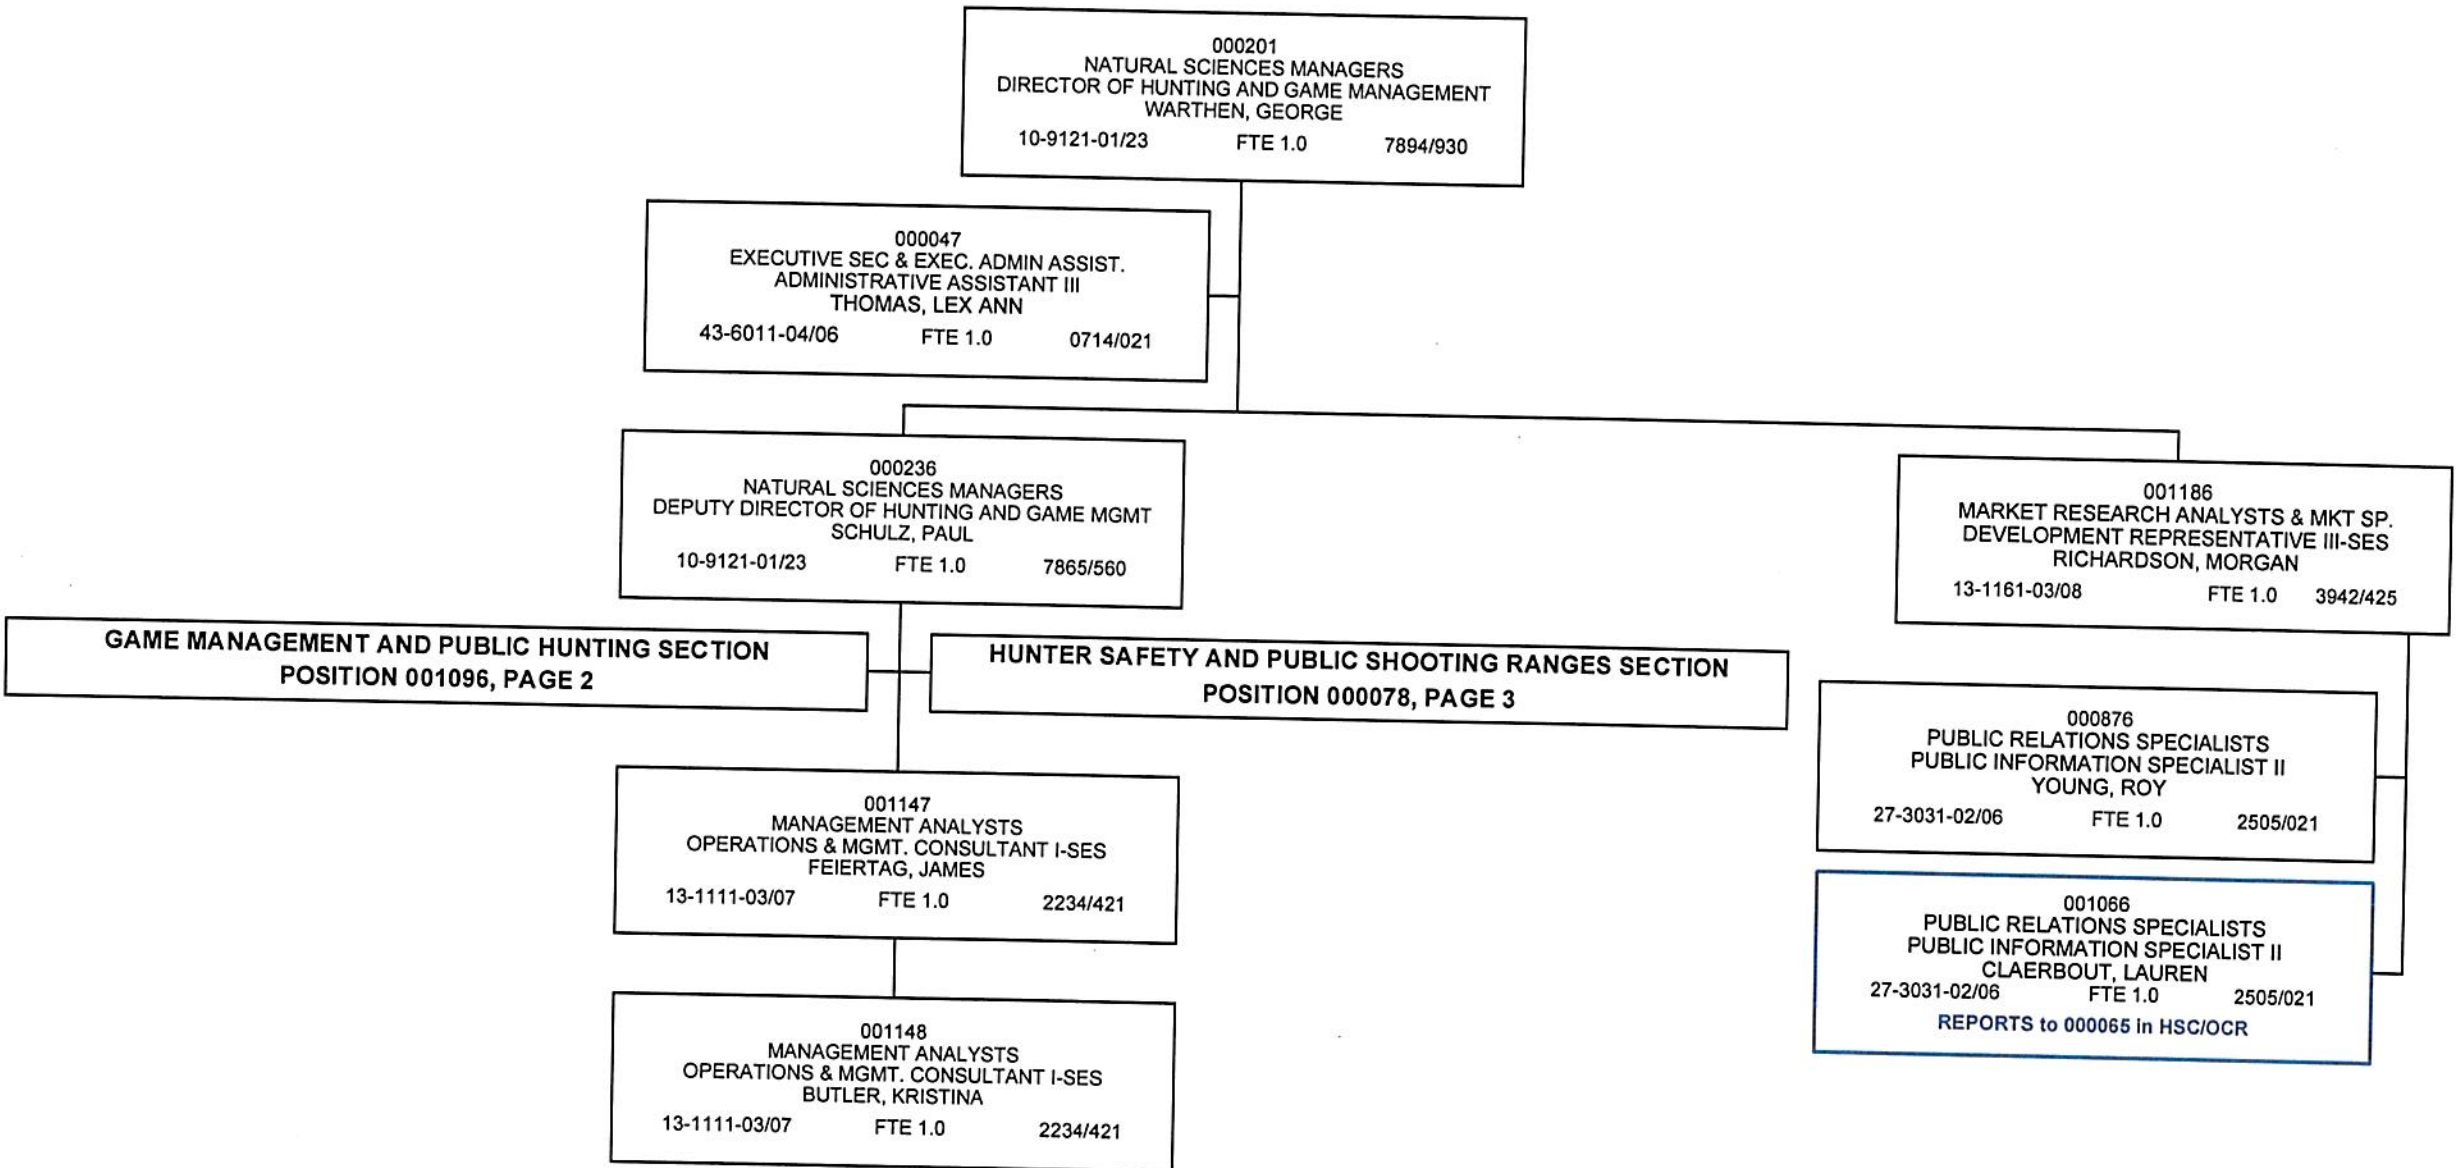 000201
NATURAL SCIENCES MANAGERS
DIRECTOR OF HUNTING AND GAME MANAGEMENT
WARTHEN, GEORGE
10-9121-01/23 FTE 1.0 7894/930
000047
EXECUTIVE SEC & EXEC. ADMIN ASSIST.
ADMINISTRATIVE ASSISTANT III
THOMAS, LEX ANN
43-6011-04/06 FTE 1.0 0714/021
000236
NATURAL SCIENCES MANAGERS
DEPUTY DIRECTOR OF HUNTING AND GAME MGMT
SCHULZ, PAUL
10-9121-01/23 FTE 1.0 7865/560
001186
MARKET RESEARCH ANALYSTS & MKT SP.
DEVELOPMENT REPRESENTATIVE III-SES
RICHARDSON, MORGAN
13-1161-03/08 FTE 1.0 3942/425
GAME MANAGEMENT AND PUBLIC HUNTING SECTION
POSITION 001096, PAGE 2
HUNTER SAFETY AND PUBLIC SHOOTING RANGES SECTION
POSITION 000078, PAGE 3
000876
PUBLIC RELATIONS SPECIALISTS
PUBLIC INFORMATION SPECIALIST II
YOUNG, ROY
27-3031-02/06 FTE 1.0 2505/021
001147
MANAGEMENT ANALYSTS
OPERATIONS & MGMT. CONSULTANT I-SES
FEIERTAG, JAMES
13-1111-03/07 FTE 1.0 2234/421
001066
PUBLIC RELATIONS SPECIALISTS
PUBLIC INFORMATION SPECIALIST II
CLAERBOUT, LAUREN
27-3031-02/06 FTE 1.0 2505/021
REPORTS to 000065 in HSC/OCR
001148
MANAGEMENT ANALYSTS
OPERATIONS & MGMT. CONSULTANT I-SES
BUTLER, KRISTINA
13-1111-03/07 FTE 1.0 2234/421